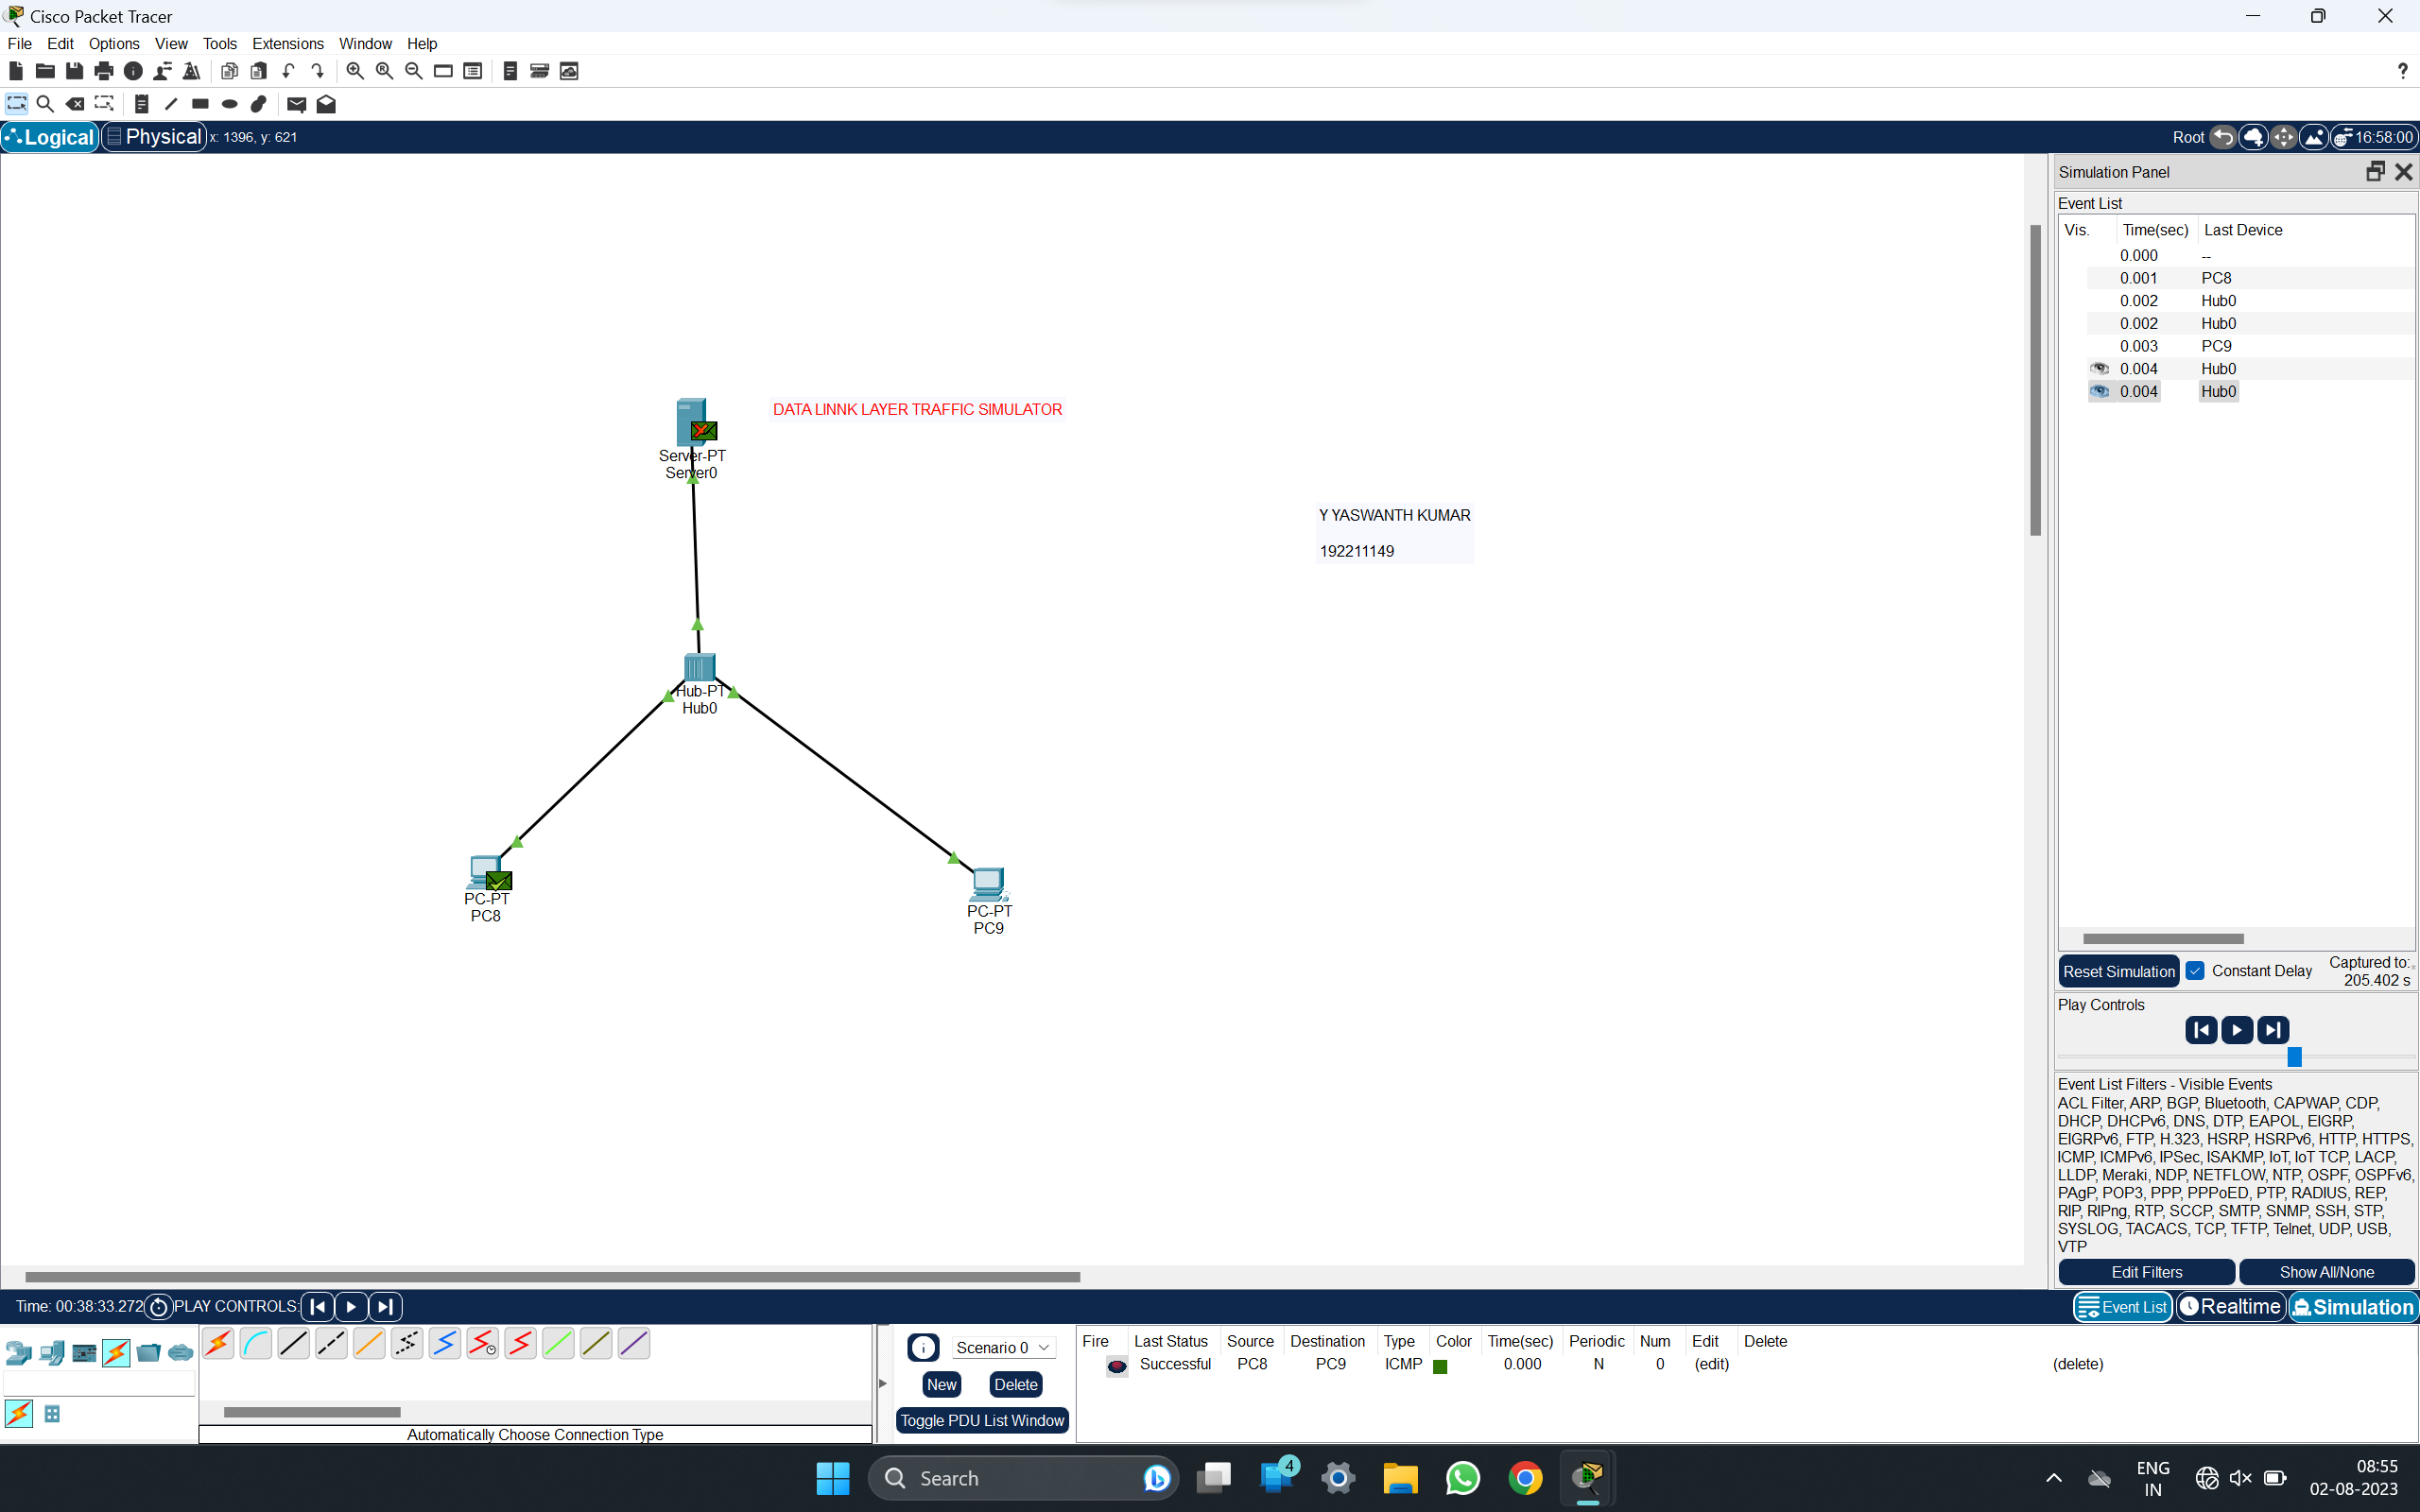 Cisco Packet Tracer
File Edit Options View Tools Extensions Window Help
?
Logical Physical x: 1396, y: 621 Root 16:58:00
Simulation Panel
Event List
Vis. Time(sec) Last Device
0.000 --
0.001 PC8
0.002 Hub0
0.002 Hub0
0.003 PC9
0.004 Hub0
0.004 Hub0
DATA LINNK LAYER TRAFFIC SIMULATOR
Server-PT
Server0
Y YASWANTH KUMAR
192211149
Hub-PT
Hub0
PC-PT
PC8
PC-PT
PC9
Reset Simulation Constant Delay Captured to:*
205.402 s
Play Controls
Event List Filters - Visible Events
ACL Filter, ARP, BGP, Bluetooth, CAPWAP, CDP,
DHCP, DHCPv6, DNS, DTP, EAPOL, EIGRP,
EIGRPv6, FTP, H.323, HSRP, HSRPv6, HTTP, HTTPS,
ICMP, ICMPv6, IPSec, ISAKMP, IoT, IoT TCP, LACP,
LLDP, Meraki, NDP, NETFLOW, NTP, OSPF, OSPFv6,
PAgP, POP3, PPP, PPPoED, PTP, RADIUS, REP,
RIP, RIPng, RTP, SCCP, SMTP, SNMP, SSH, STP,
SYSLOG, TACACS, TCP, TFTP, Telnet, UDP, USB,
VTP
Edit Filters Show All/None
Time: 00:38:33.272 PLAY CONTROLS: Event List Realtime Simulation
Scenario 0
New Delete
Toggle PDU List Window
Fire Last Status Source Destination Type Color Time(sec) Periodic Num Edit Delete
Successful PC8 PC9 ICMP 0.000 N 0 (edit) (delete)
Automatically Choose Connection Type
Search
4
ENG
IN
08:55
02-08-2023